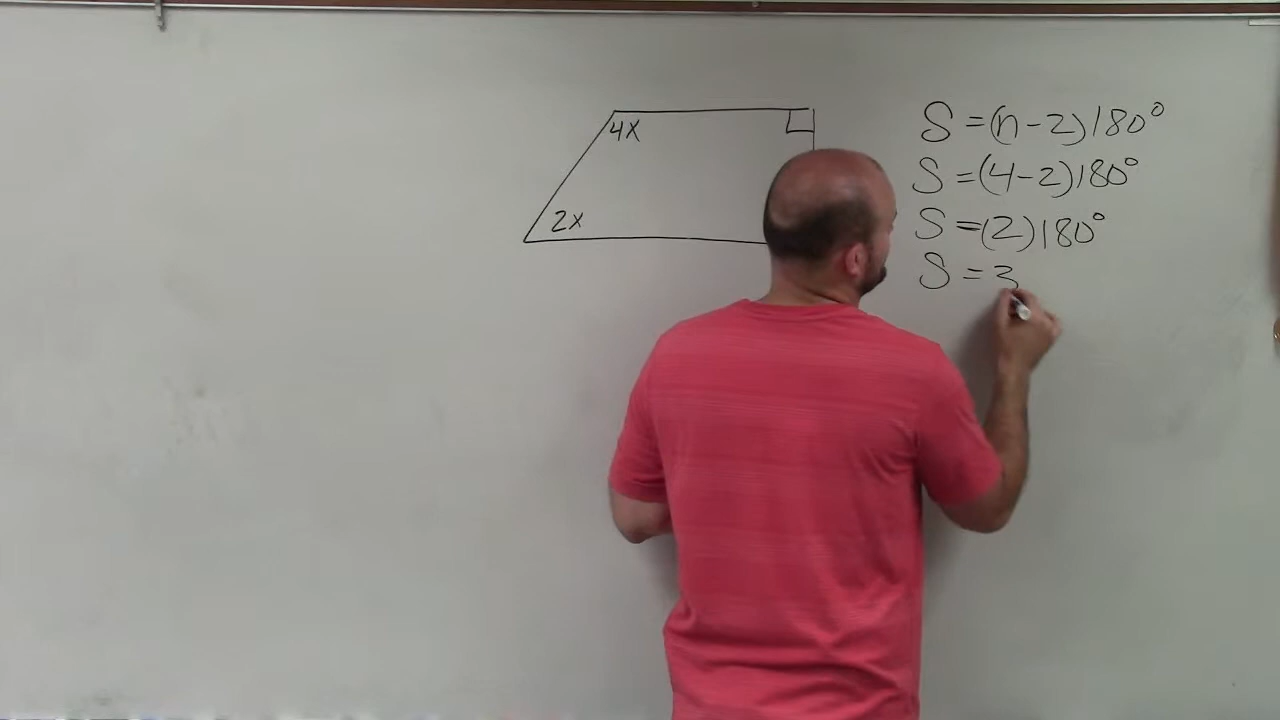 4x
2x
S = (n - 2) 180°
S = (4 - 2) 180°
S = (2) 180°
S = 3